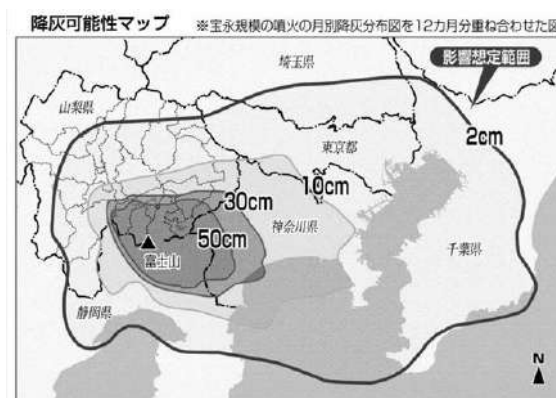 降灰可能性マップ ※宝永規模の噴火の月別降灰分布図を12カ月分重ね合わせた図
影響想定範囲
埼玉県
山梨県
2cm
東京都
10cm
30cm
神奈川県
50cm
千葉県
富士山
静岡県
N